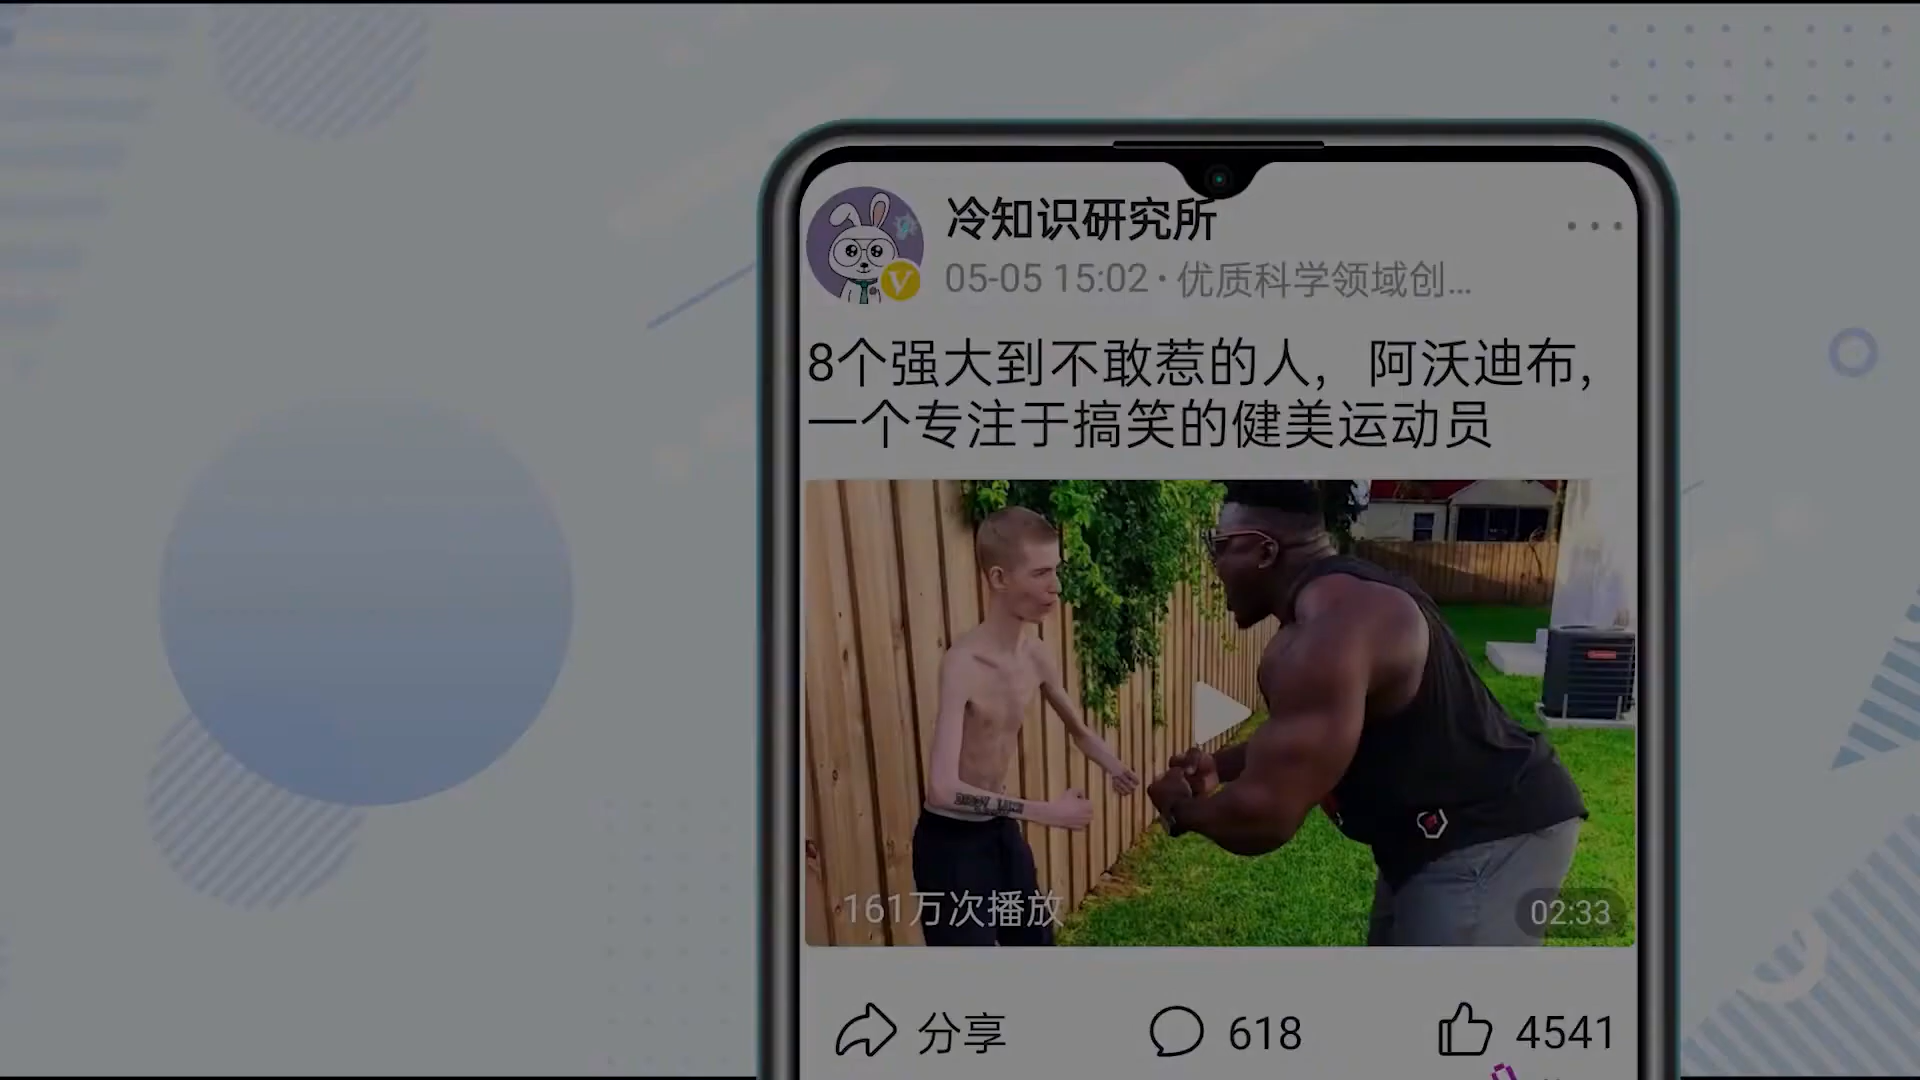 冷知识研究所
05-05 15:02·优质科学领域创...
8个强大到不敢惹的人，阿沃迪布，
一个专注于搞笑的健美运动员
161万次播放
02:33
分享
618
4541